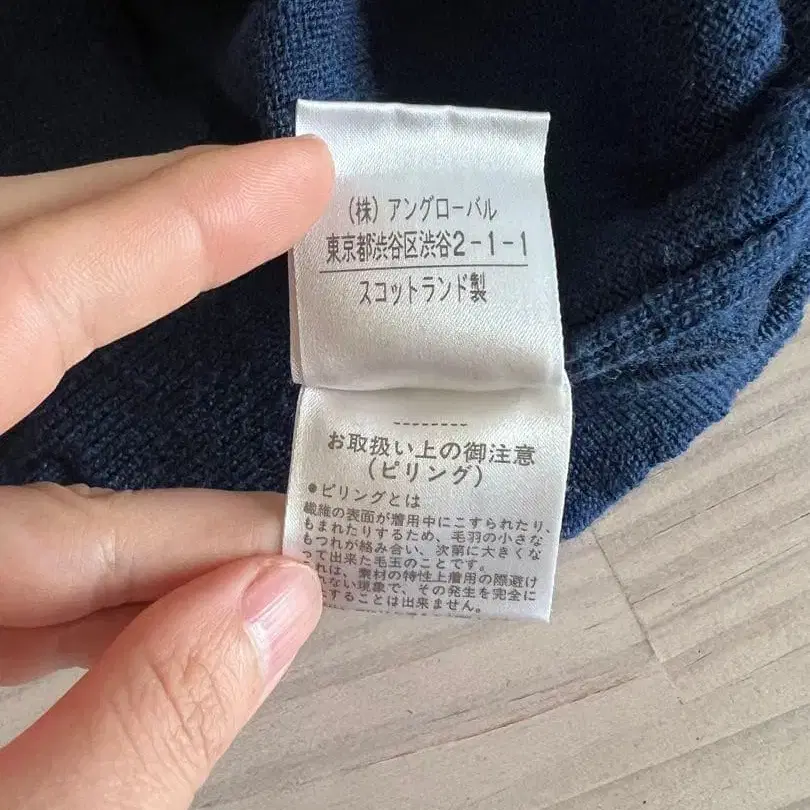 (株)アングローバル
東京都渋谷区渋谷2-1-1
スコットランド製
--------
お取扱い上の御注意
(ピリング)
●ピリングとは
繊維の表面が着用中にこすられたり、
もまれたりするため、毛羽の小さな
もつれが絡み合い、次第に大きくな
って出来た毛玉のことです。
れは、素材の特性上着用の際避け
れない現象で、その発生を完全に
することは出来ません。